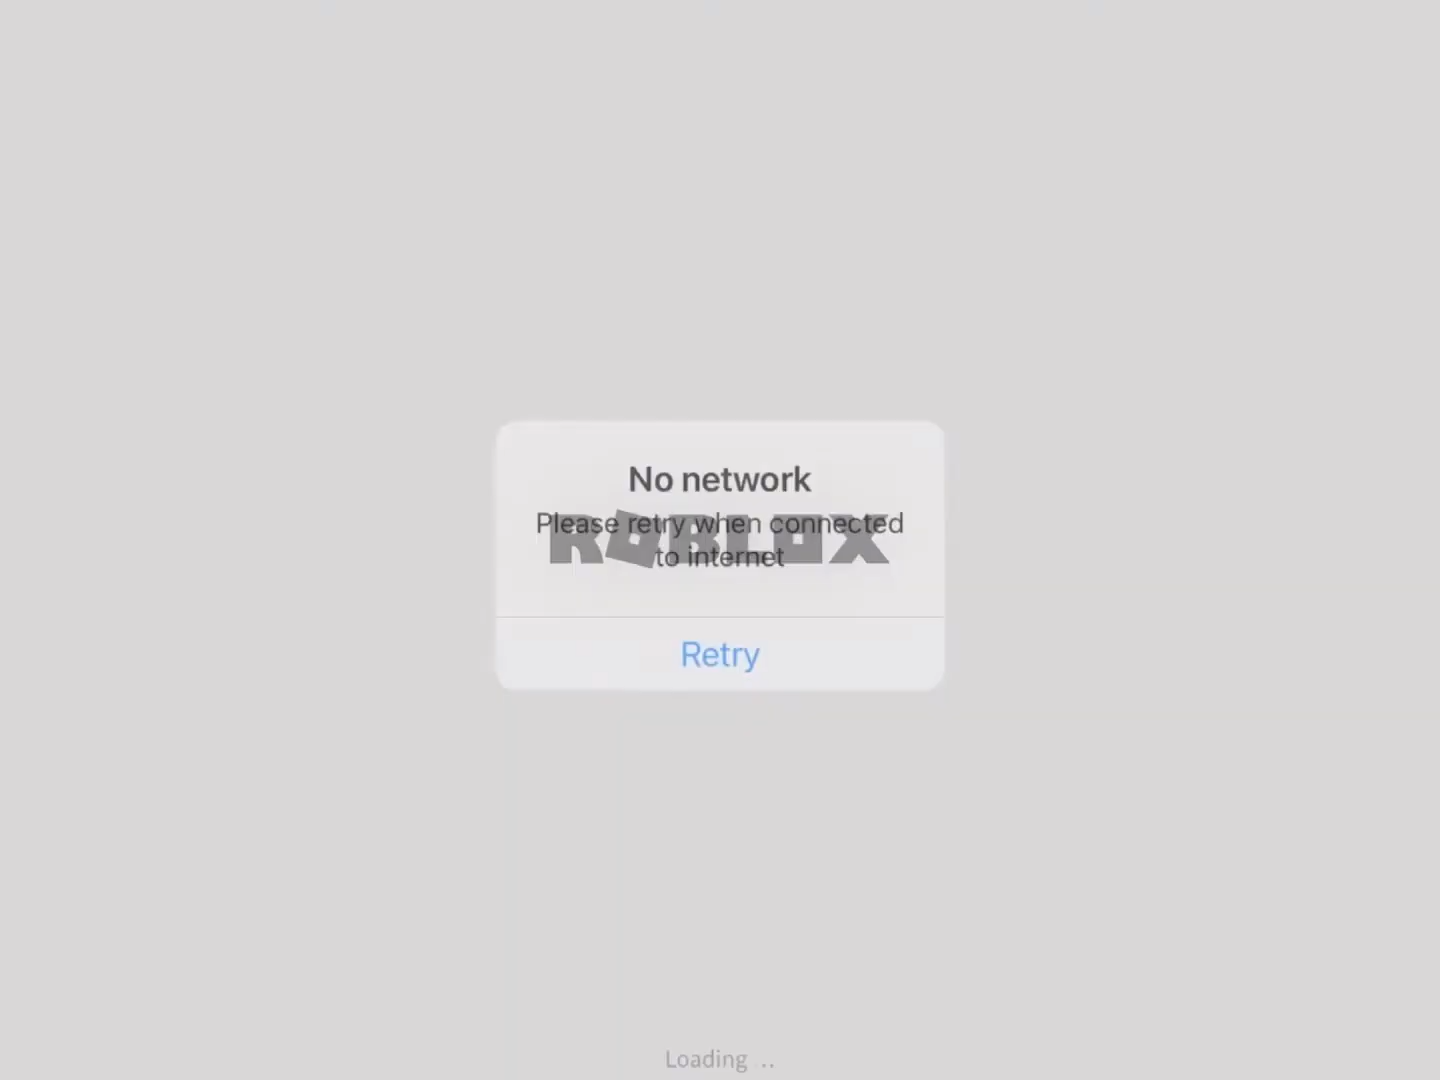 No network
Please retry when connected
ROBLOX
to internet
Retry
Loading ..